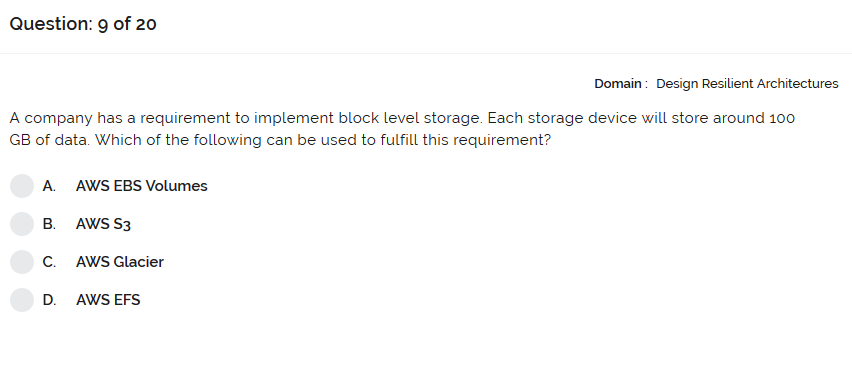 Question: 9 of 20
Domain : Design Resilient Architectures
A company has a requirement to implement block level storage. Each storage device will store around 100
GB of data. Which of the following can be used to fulfill this requirement?
A. AWS EBS Volumes
B. AWS S3
C. AWS Glacier
D. AWS EFS